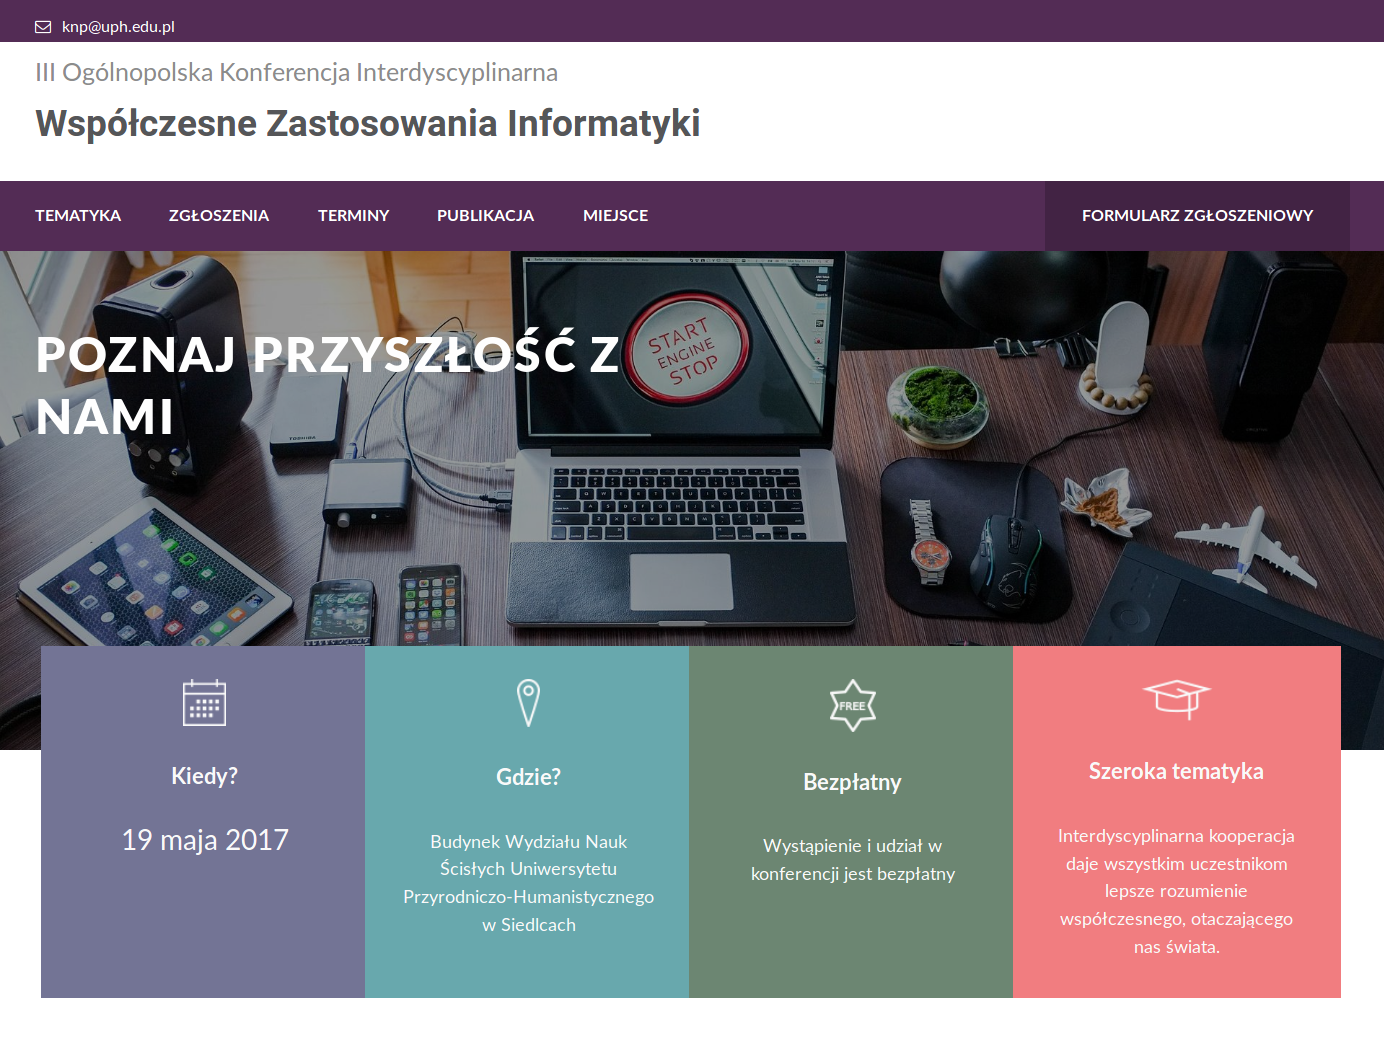 knp@uph.edu.pl
III Ogólnopolska Konferencja Interdyscyplinarna
Współczesne Zastosowania Informatyki
TEMATYKA ZGŁOSZENIA TERMINY PUBLIKACJA MIEJSCE FORMULARZ ZGŁOSZENIOWY
START
ENGINE
STOP
POZNAJ PRZYSZŁOŚĆ Z
NAMI
TOSHIBA
Kiedy?
19 maja 2017
Gdzie?
Budynek Wydziału Nauk
Ścisłych Uniwersytetu
Przyrodniczo-Humanistycznego
w Siedlcach
FREE
Bezpłatny
Wystąpienie i udział w
konferencji jest bezpłatny
Szeroka tematyka
Interdyscyplinarna kooperacja
daje wszystkim uczestnikom
lepsze rozumienie
współczesnego, otaczającego
nas świata.